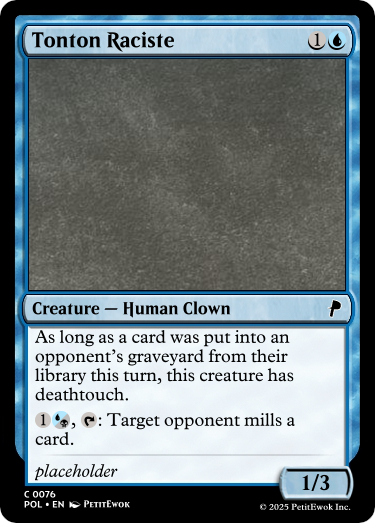 Tonton Raciste 1
Creature — Human Clown
As long as a card was put into an
opponent's graveyard from their
library this turn, this creature has
deathtouch.
1, : Target opponent mills a
card.
placeholder
1/3
C 0076
POL • EN PETITEWOK
© 2025 PetitEwok Inc.